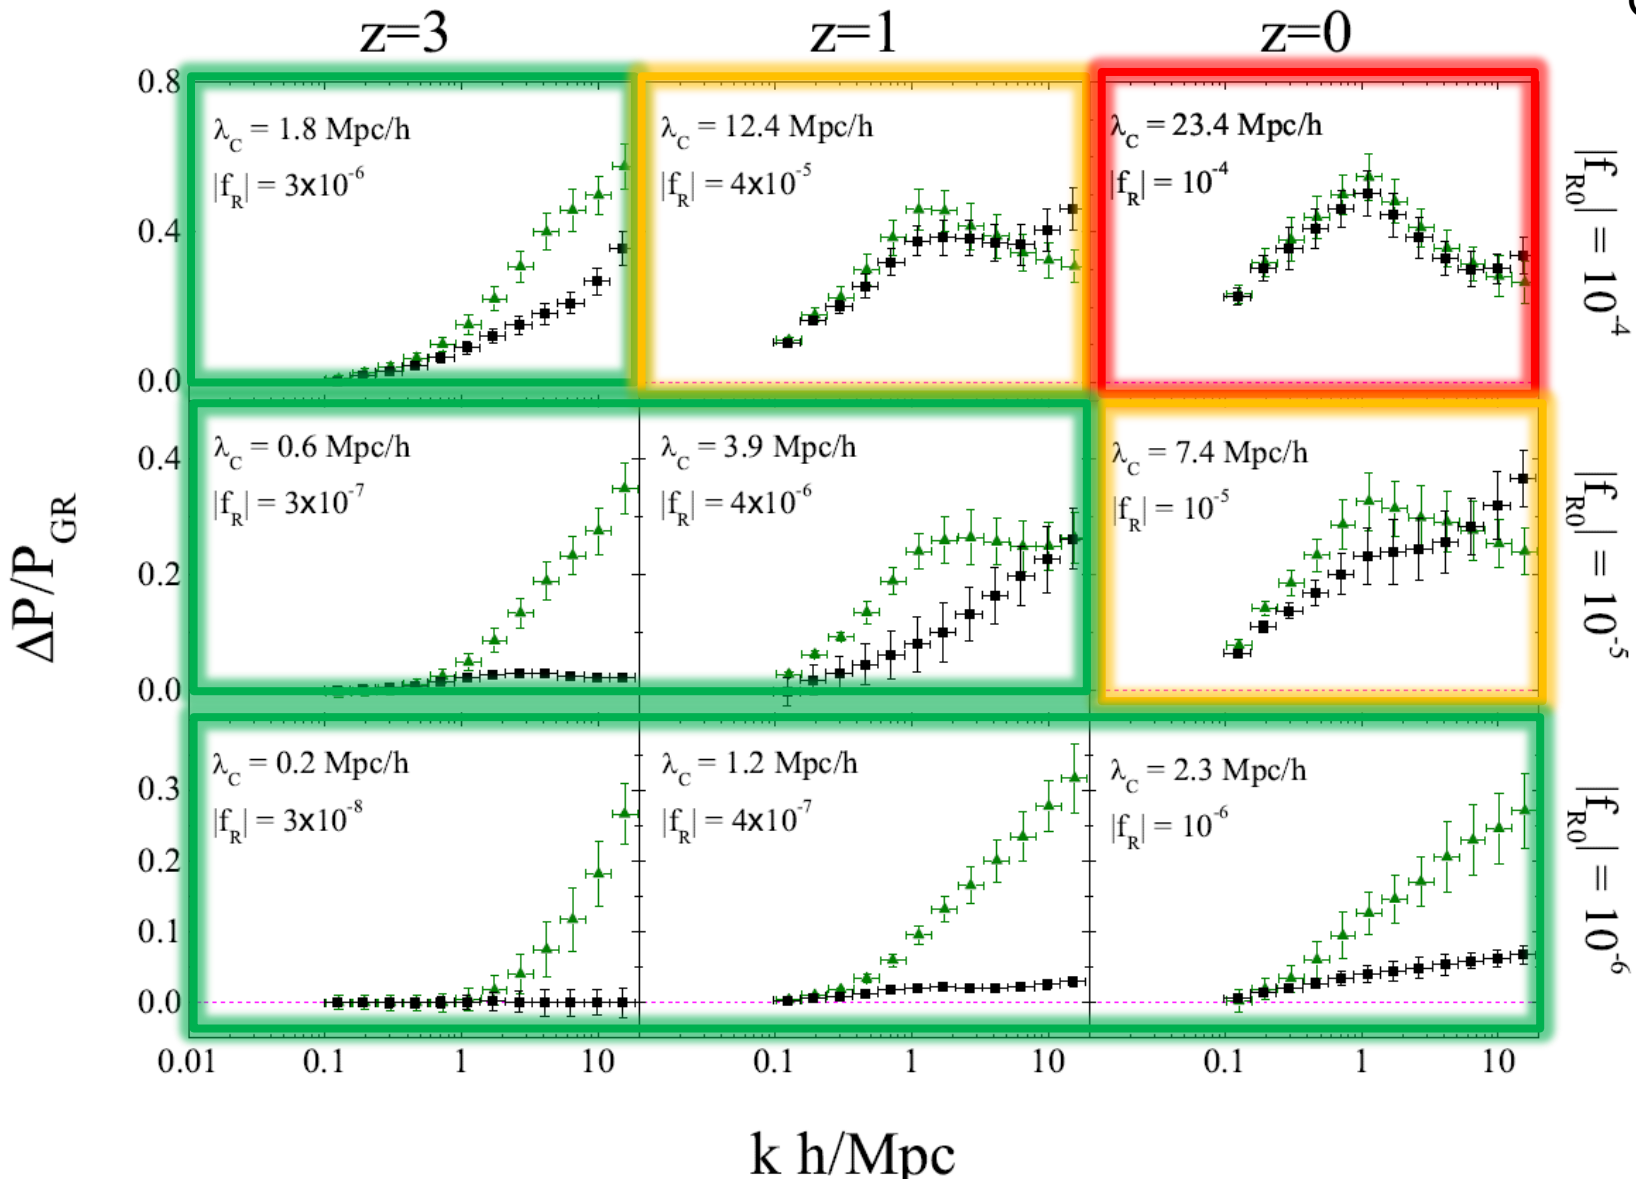 z=3
z=1
z=0
0.8
0.4
0.0
λC = 1.8 Mpc/h
|fR| = 3x10-6
λC = 12.4 Mpc/h
|fR| = 4x10-5
λC = 23.4 Mpc/h
|fR| = 10-4
|fR0| = 10-4
0.4
0.2
0.0
λC = 0.6 Mpc/h
|fR| = 3x10-7
λC = 3.9 Mpc/h
|fR| = 4x10-6
λC = 7.4 Mpc/h
|fR| = 10-5
|fR0| = 10-5
ΔP/PGR
0.3
0.2
0.1
0.0
λC = 0.2 Mpc/h
|fR| = 3x10-8
λC = 1.2 Mpc/h
|fR| = 4x10-7
λC = 2.3 Mpc/h
|fR| = 10-6
|fR0| = 10-6
0.01 0.1 1 10 0.1 1 10 0.1 1 10
k h/Mpc